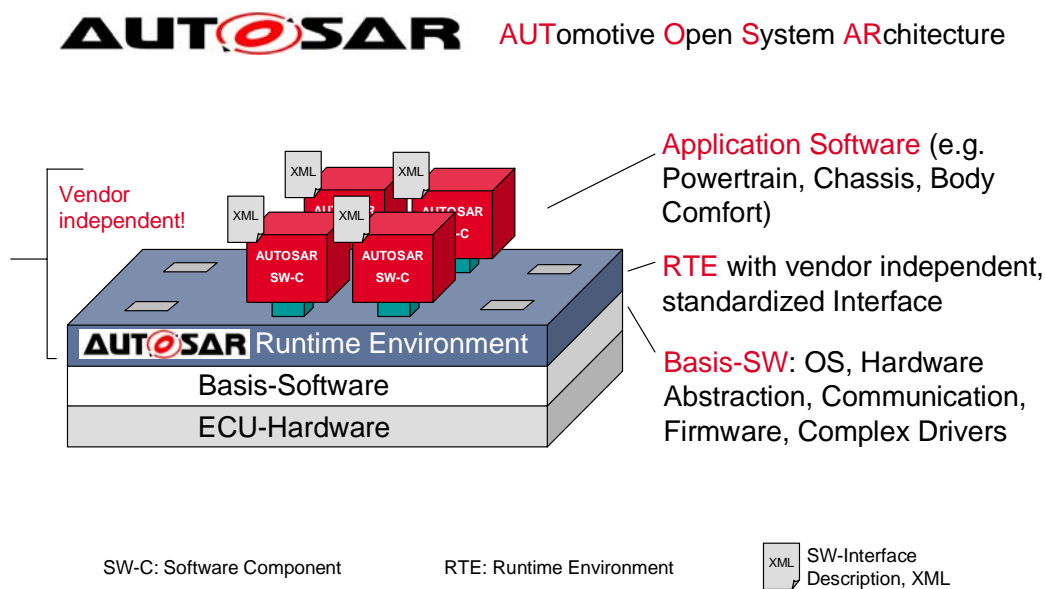 AUTOSAR AUTomotive Open System ARchitecture
Application Software (e.g.
Powertrain, Chassis, Body
Comfort)
Vendor
independent!
XML
XML
XML
XML
AUTOSAR
-C
AUTOSAR
SW-C
AUTOSAR
SW-C
RTE with vendor independent,
standardized Interface
AUTOSAR Runtime Environment
Basis-Software
ECU-Hardware
Basis-SW: OS, Hardware
Abstraction, Communication,
Firmware, Complex Drivers
SW-C: Software Component
RTE: Runtime Environment
XML
SW-Interface
Description, XML